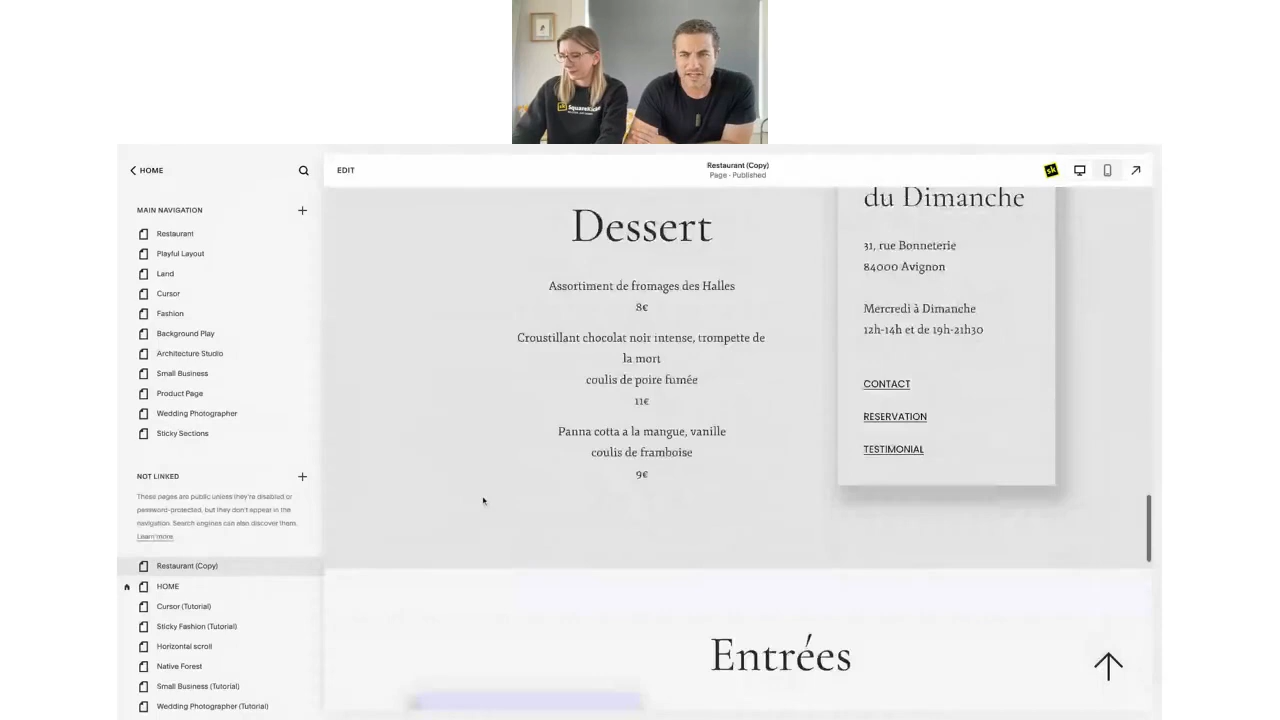 SquareKicker
HOME
EDIT
Restaurant (Copy)
Page - Published
sk
MAIN NAVIGATION
Restaurant
Playful Layout
Land
Cursor
Fashion
Background Play
Architecture Studio
Small Business
Product Page
Wedding Photographer
Sticky Sections
NOT LINKED
These pages are public unless they're disabled or
password-protected, but they don't appear in the
navigation. Search engines can also discover them.
Learn more
Restaurant (Copy)
HOME
Cursor (Tutorial)
Sticky Fashion (Tutorial)
Horizontal scroll
Native Forest
Small Business (Tutorial)
Wedding Photographer (Tutorial)
Dessert
Assortiment de fromages des Halles
8€
Croustillant chocolat noir intense, trompette de
la mort
coulis de poire fumée
11€
Panna cotta a la mangue, vanille
coulis de framboise
9€
du Dimanche
31, rue Bonneterie
84000 Avignon
Mercredi à Dimanche
12h-14h et de 19h-21h30
CONTACT
RESERVATION
TESTIMONIAL
Entrées